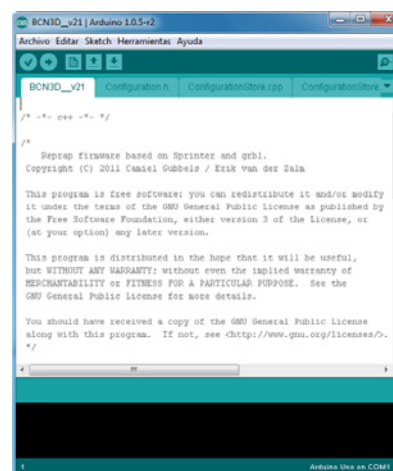 BCN3D__v21 | Arduino 1.0.5-r2
Archivo Editar Sketch Herramientas Ayuda
BCN3D__v21 Configuration.h ConfigurationStore.cpp ConfigurationStore.
/* -*- c++ -*- */
/*
Reprap firmware based on Sprinter and grbl.
Copyright (C) 2011 Camiel Gubbels / Erik van der Zalm
This program is free software: you can redistribute it and/or modify
it under the terms of the GNU General Public License as published by
the Free Software Foundation, either version 3 of the License, or
(at your option) any later version.
This program is distributed in the hope that it will be useful,
but WITHOUT ANY WARRANTY; without even the implied warranty of
MERCHANTABILITY or FITNESS FOR A PARTICULAR PURPOSE.  See the
GNU General Public License for more details.
You should have received a copy of the GNU General Public License
along with this program.  If not, see <http://www.gnu.org/licenses/>.
*/
1 Arduino Uno on COM1